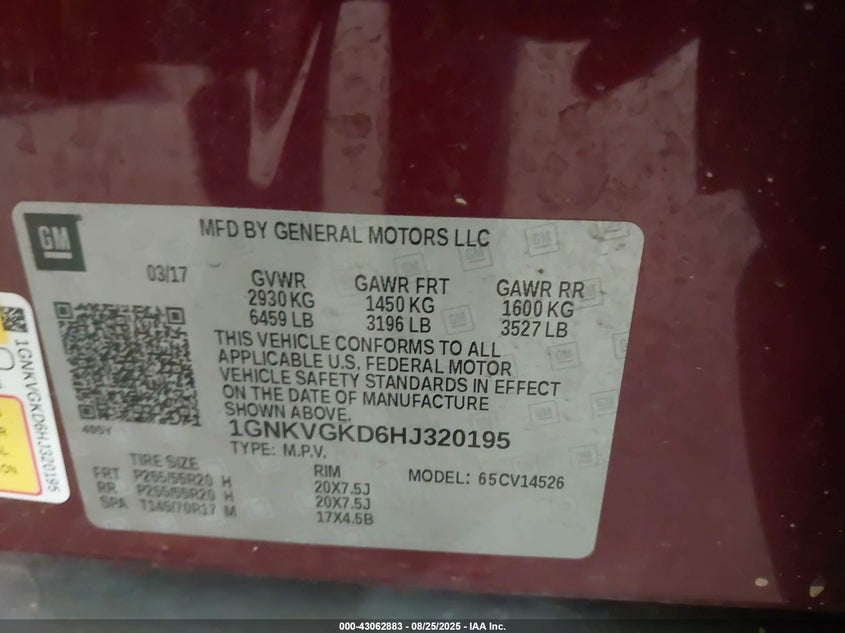 GM
MFD BY GENERAL MOTORS LLC
03/17
GVWR GAWR FRT GAWR RR
2930 KG 1450 KG 1600 KG
6459 LB 3196 LB 3527 LB
THIS VEHICLE CONFORMS TO ALL
APPLICABLE U.S. FEDERAL MOTOR
VEHICLE SAFETY STANDARDS IN EFFECT
ON THE DATE OF MANUFACTURE
SHOWN ABOVE.
1GNKVGKD6HJ320195
TYPE: M.P.V.
TIRE SIZE RIM MODEL: 65CV14526
FRT P255/55R20 H 20X7.5J
RR P255/55R20 H 20X7.5J
SPA T145/70R17 M 17X4.5B
1GNKVGKD6HJ320195
000-43062883 - 08/25/2025 - IAA Inc.